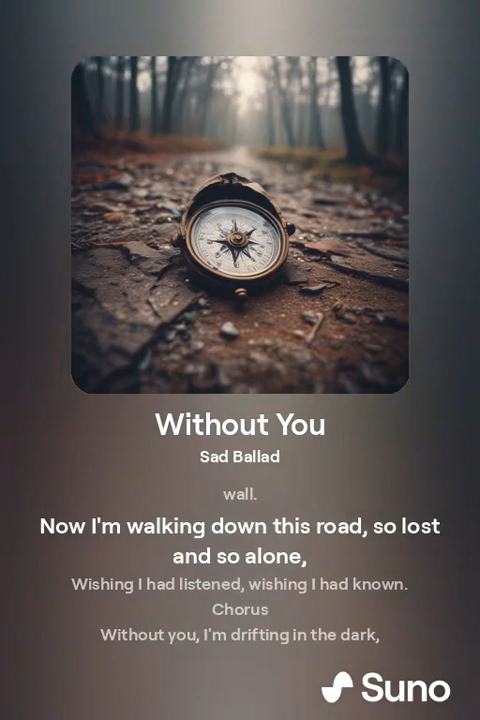 Without You
Sad Ballad
wall.
Now I'm walking down this road, so lost
and so alone,
Wishing I had listened, wishing I had known.
Chorus
Without you, I'm drifting in the dark,
Suno